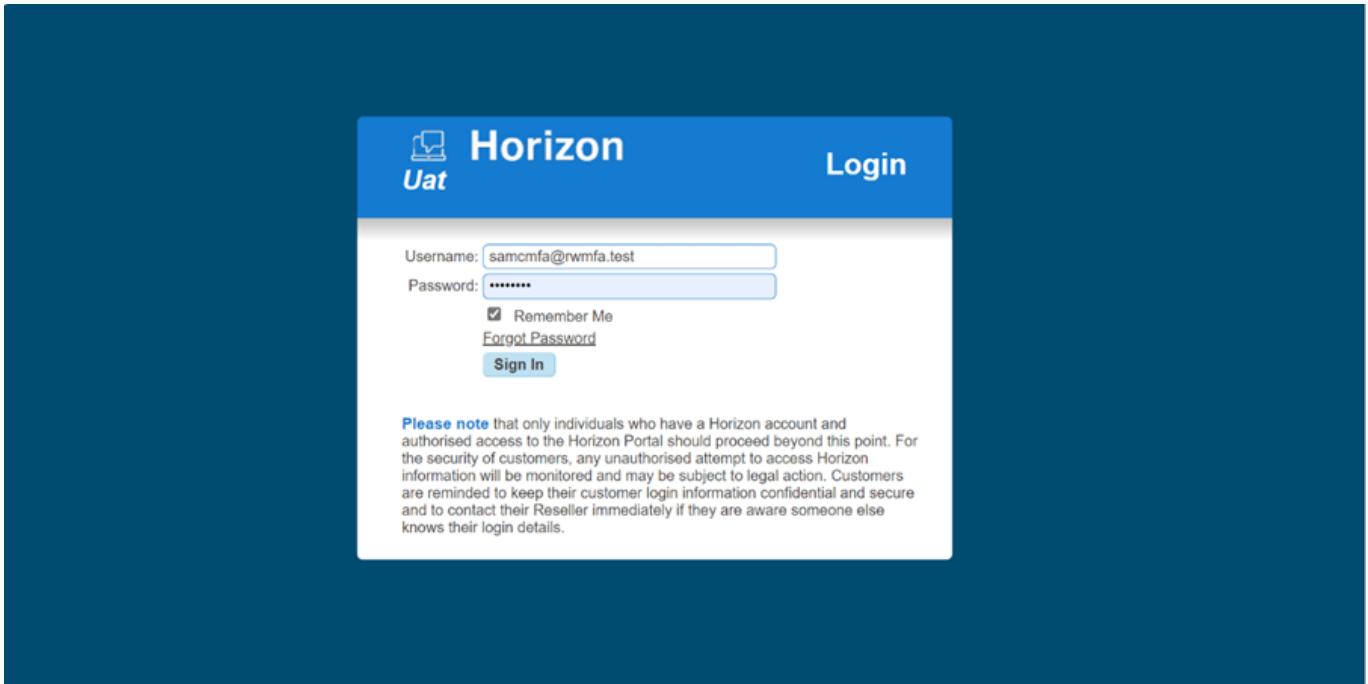 Horizon
Uat
Login
Username: samcmfa@rwmfa.test
Password: ••••••••
Remember Me
Forgot Password
Sign In
Please note that only individuals who have a Horizon account and
authorised access to the Horizon Portal should proceed beyond this point. For
the security of customers, any unauthorised attempt to access Horizon
information will be monitored and may be subject to legal action. Customers
are reminded to keep their customer login information confidential and secure
and to contact their Reseller immediately if they are aware someone else
knows their login details.